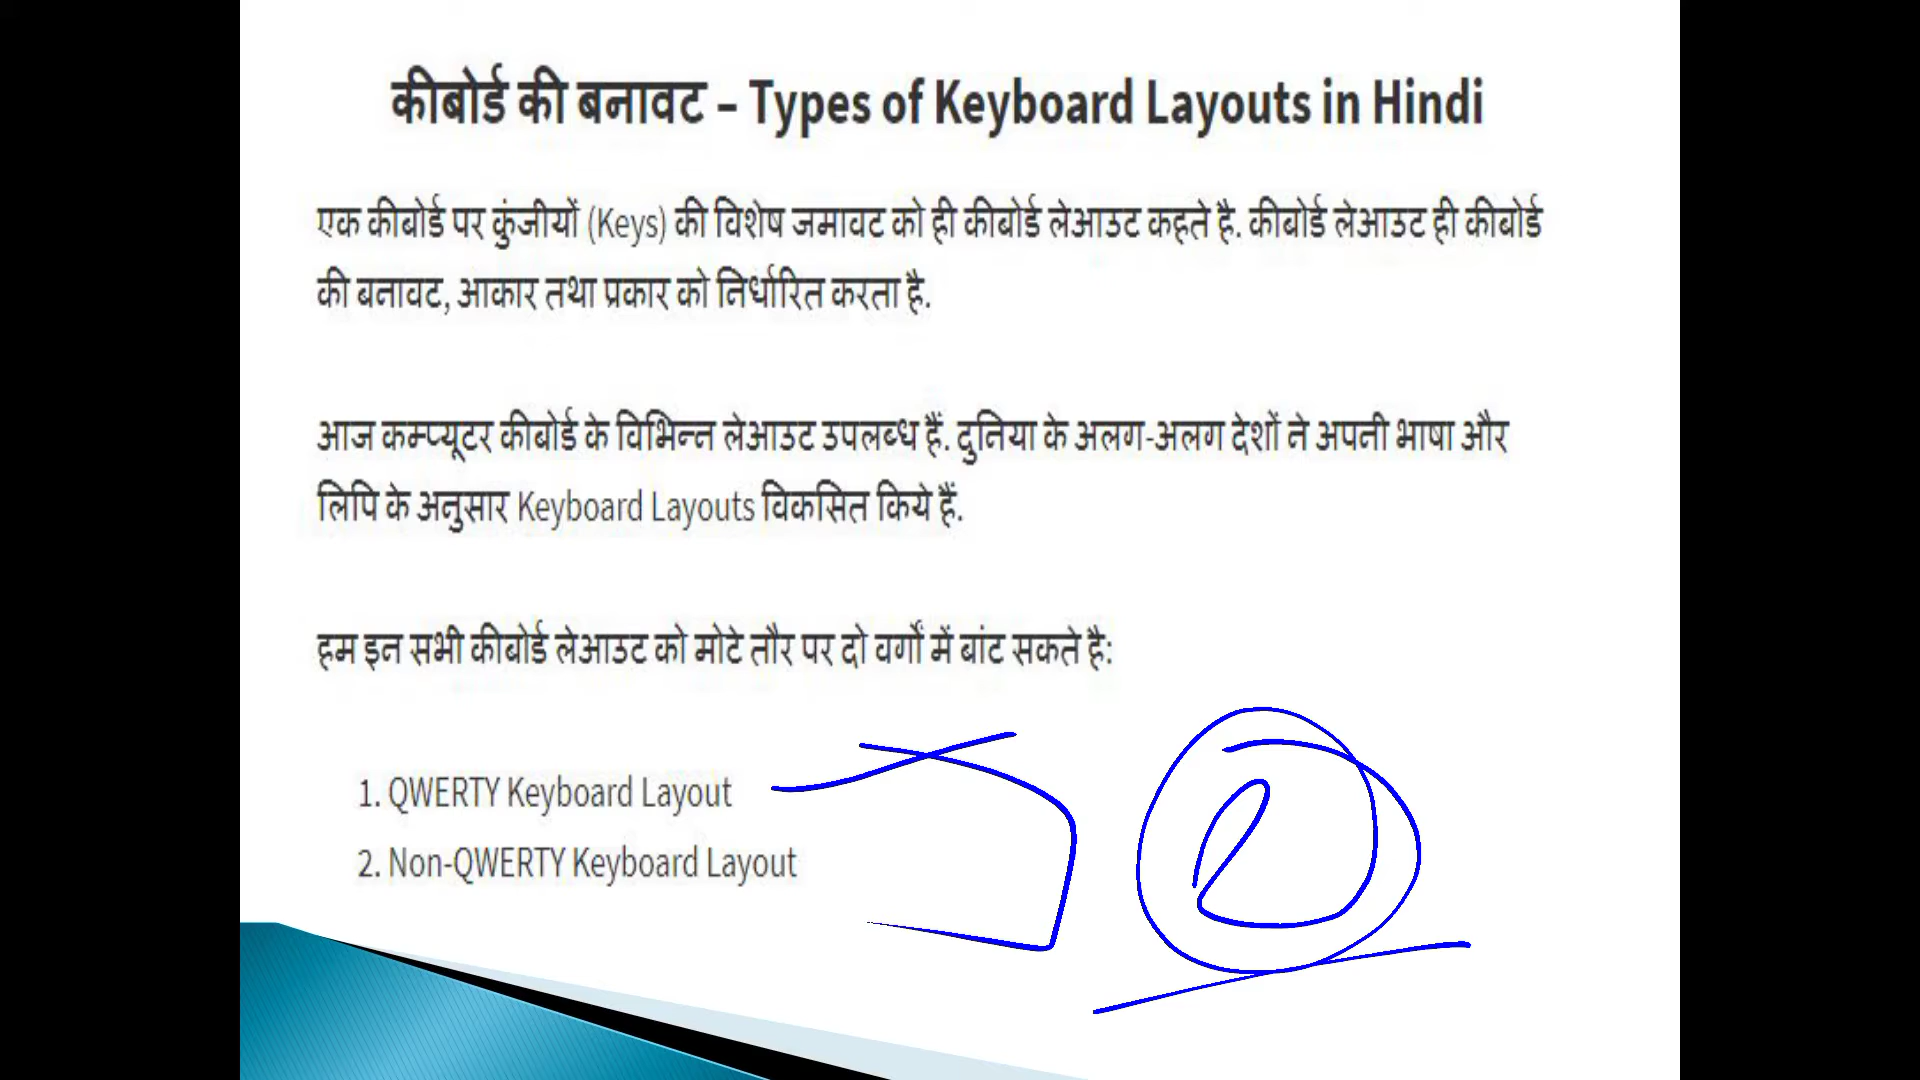 कीबोर्ड की बनावट – Types of Keyboard Layouts in Hindi
एक कीबोर्ड पर कुंजीयों (Keys) की विशेष जमावट को ही कीबोर्ड लेआउट कहते है. कीबोर्ड लेआउट ही कीबोर्ड
की बनावट, आकार तथा प्रकार को निर्धारित करता है.
आज कम्प्यूटर कीबोर्ड के विभिन्न लेआउट उपलब्ध हैं. दुनिया के अलग-अलग देशों ने अपनी भाषा और
लिपि के अनुसार Keyboard Layouts विकसित किये हैं.
हम इन सभी कीबोर्ड लेआउट को मोटे तौर पर दो वर्गों में बांट सकते है:
1. QWERTY Keyboard Layout
2. Non-QWERTY Keyboard Layout